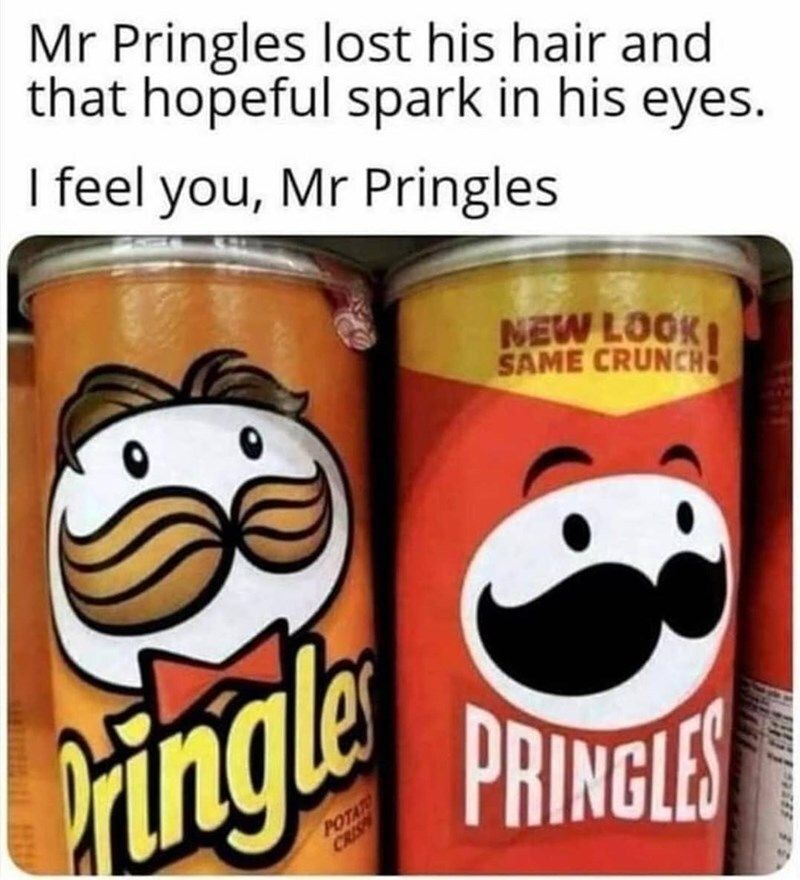 Mr Pringles lost his hair and
that hopeful spark in his eyes.
I feel you, Mr Pringles
NEW LOOK!
SAME CRUNCH!
Pringles
POTATO
CRISPS
PRINGLES